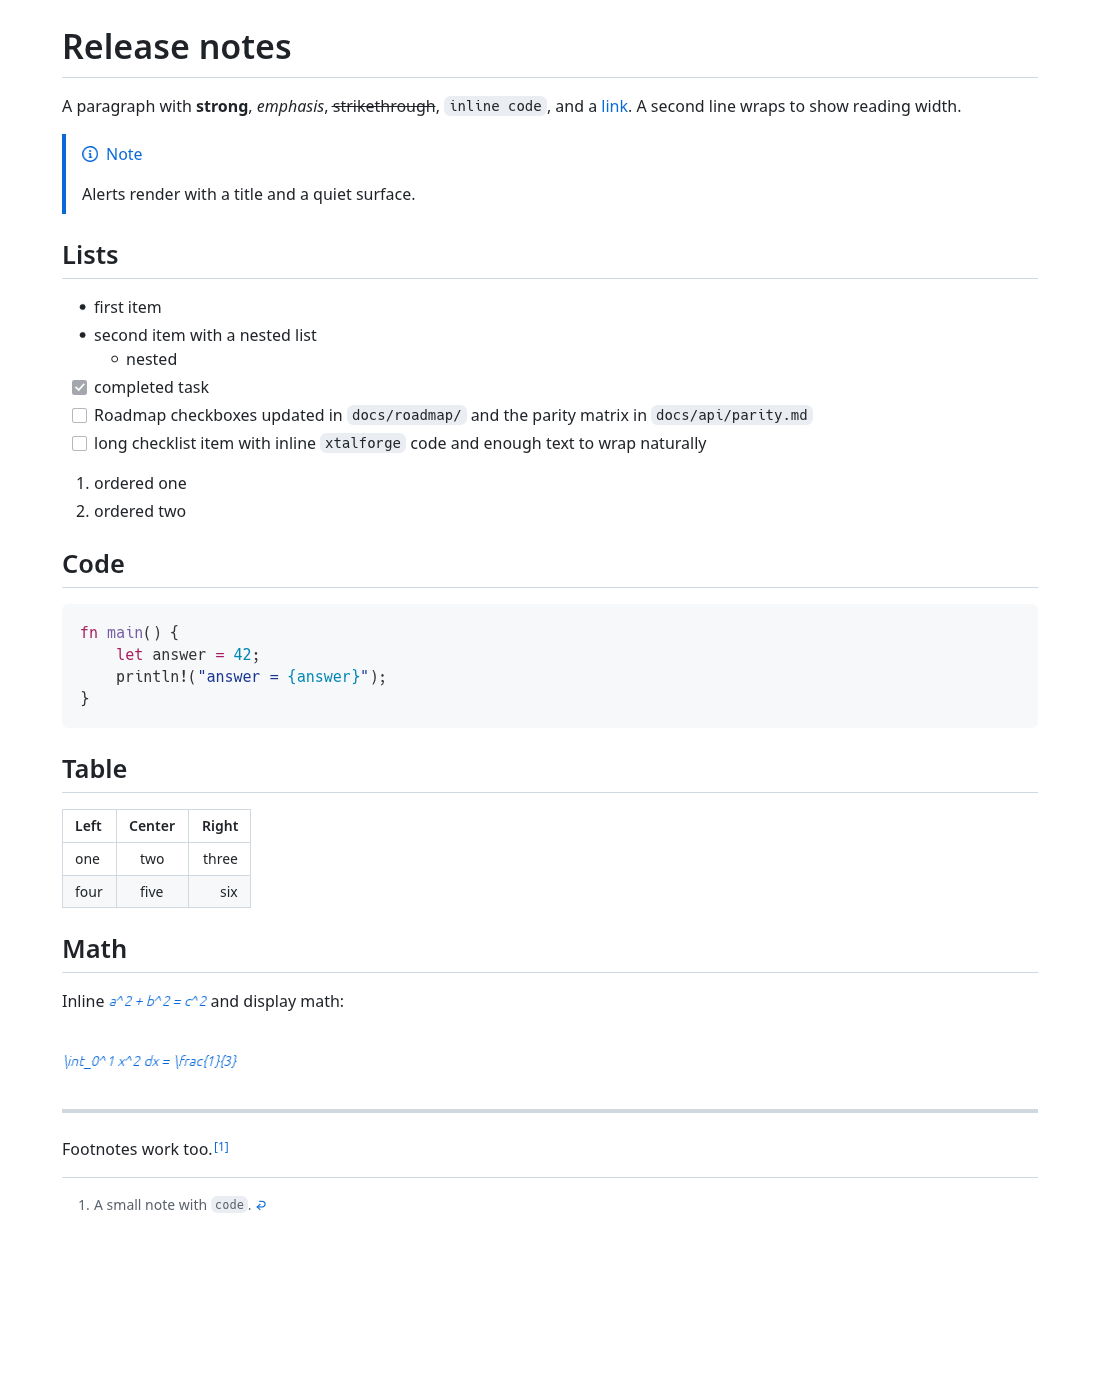 Release notes
A paragraph with strong, emphasis, strikethrough, inline code, and a link. A second line wraps to show reading width.
Note
Alerts render with a title and a quiet surface.
Lists
first item
second item with a nested list
nested
completed task
Roadmap checkboxes updated in docs/roadmap/ and the parity matrix in docs/api/parity.md
long checklist item with inline xtalforge code and enough text to wrap naturally
1. ordered one
2. ordered two
Code
fn main() {
    let answer = 42;
    println!("answer = {answer}");
}
Table
Left Center Right
one two three
four five six
Math
Inline a^2 + b^2 = c^2 and display math:
\int_0^1 x^2 dx = \frac{1}{3}
Footnotes work too.[1]
1. A small note with code. ↩